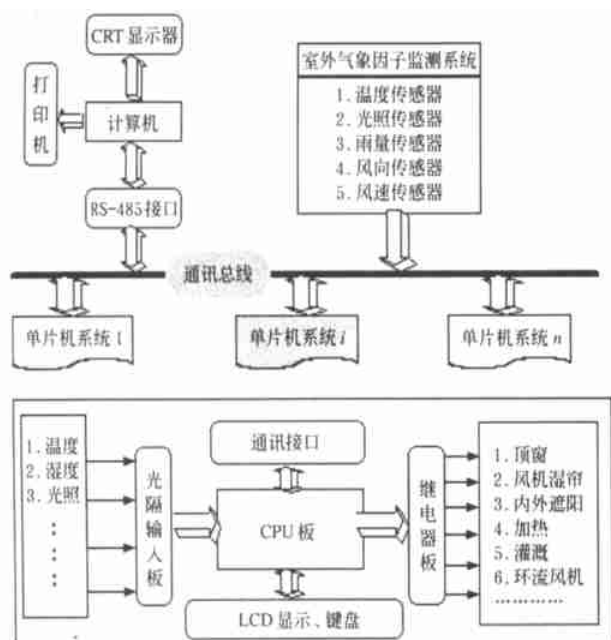 CRT 显示器
打印机
计算机
RS-485 接口
室外气象因子监测系统
1. 温度传感器
2. 光照传感器
3. 雨量传感器
4. 风向传感器
5. 风速传感器
通讯总线
单片机系统 1
单片机系统 i
单片机系统 n
1. 温度
2. 湿度
3. 光照
光隔输入板
通讯接口
CPU 板
LCD 显示、键盘
继电器板
1. 顶窗
2. 风机湿帘
3. 内外遮阳
4. 加热
5. 灌溉
6. 环流风机
…………